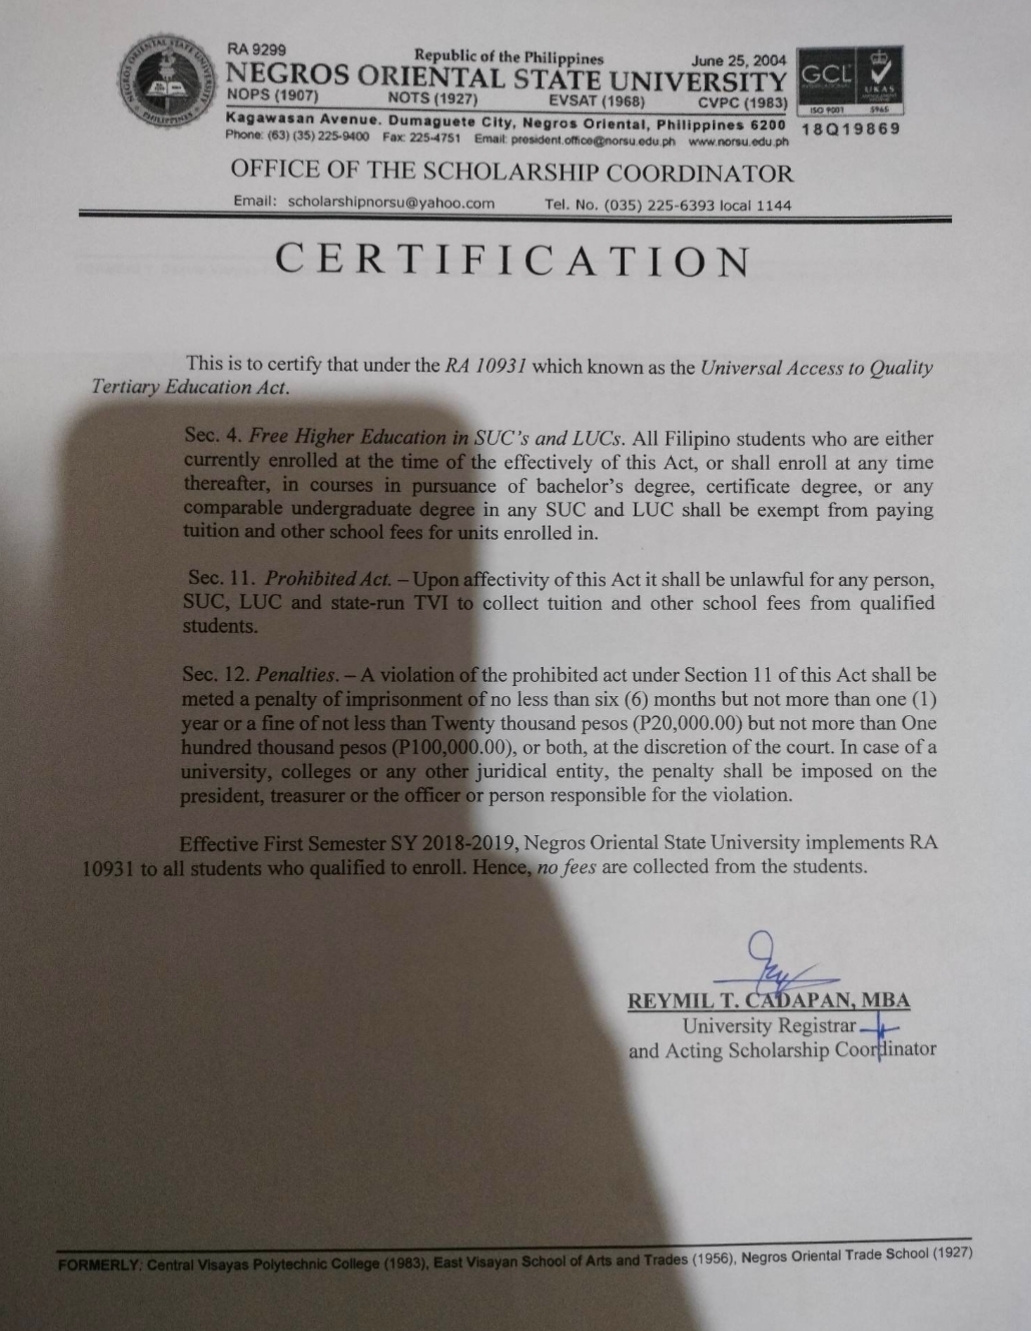 RA 9299
Republic of the Philippines
June 25, 2004
NEGROS ORIENTAL STATE UNIVERSITY
NOPS (1907) NOTS (1927) EVSAT (1968) CVPC (1983)
Kagawasan Avenue. Dumaguete City, Negros Oriental, Philippines 6200
Phone: (63) (35) 225-9400 Fax: 225-4751 Email: president.office@norsu.edu.ph www.norsu.edu.ph
NEGROS ORIENTAL STATE UNIVERSITY
PHILIPPINES
GCL
UKAS
ISO 9001
18Q19869
OFFICE OF THE SCHOLARSHIP COORDINATOR
Email: scholarshipnorsu@yahoo.com Tel. No. (035) 225-6393 local 1144
CERTIFICATION
This is to certify that under the RA 10931 which known as the Universal Access to Quality
Tertiary Education Act.
Sec. 4. Free Higher Education in SUC's and LUCs. All Filipino students who are either
currently enrolled at the time of the effectively of this Act, or shall enroll at any time
thereafter, in courses in pursuance of bachelor's degree, certificate degree, or any
comparable undergraduate degree in any SUC and LUC shall be exempt from paying
tuition and other school fees for units enrolled in.
Sec. 11. Prohibited Act. – Upon affectivity of this Act it shall be unlawful for any person,
SUC, LUC and state-run TVI to collect tuition and other school fees from qualified
students.
Sec. 12. Penalties. – A violation of the prohibited act under Section 11 of this Act shall be
meted a penalty of imprisonment of no less than six (6) months but not more than one (1)
year or a fine of not less than Twenty thousand pesos (P20,000.00) but not more than One
hundred thousand pesos (P100,000.00), or both, at the discretion of the court. In case of a
university, colleges or any other juridical entity, the penalty shall be imposed on the
president, treasurer or the officer or person responsible for the violation.
Effective First Semester SY 2018-2019, Negros Oriental State University implements RA
10931 to all students who qualified to enroll. Hence, no fees are collected from the students.
REYMIL T. CADAPAN, MBA
University Registrar
and Acting Scholarship Coordinator
FORMERLY: Central Visayas Polytechnic College (1983), East Visayan School of Arts and Trades (1956), Negros Oriental Trade School (1927)